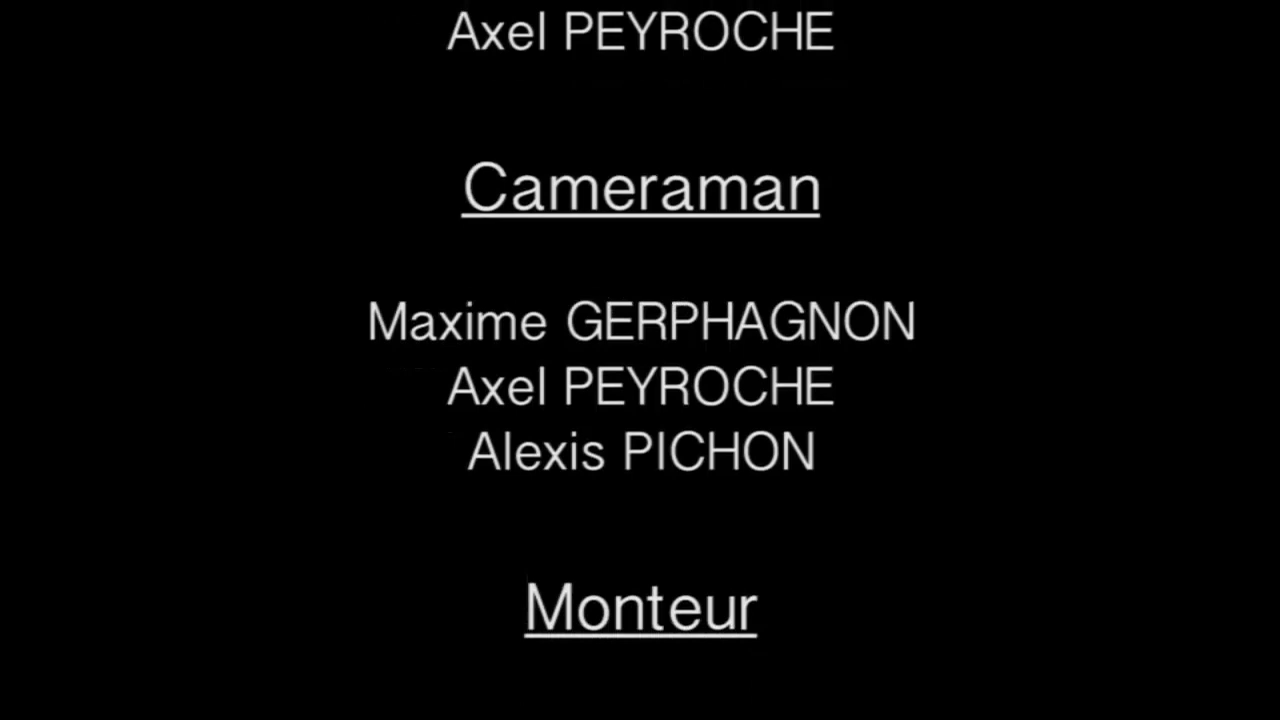 Axel PEYROCHE
Cameraman
Maxime GERPHAGNON
Axel PEYROCHE
Alexis PICHON
Monteur